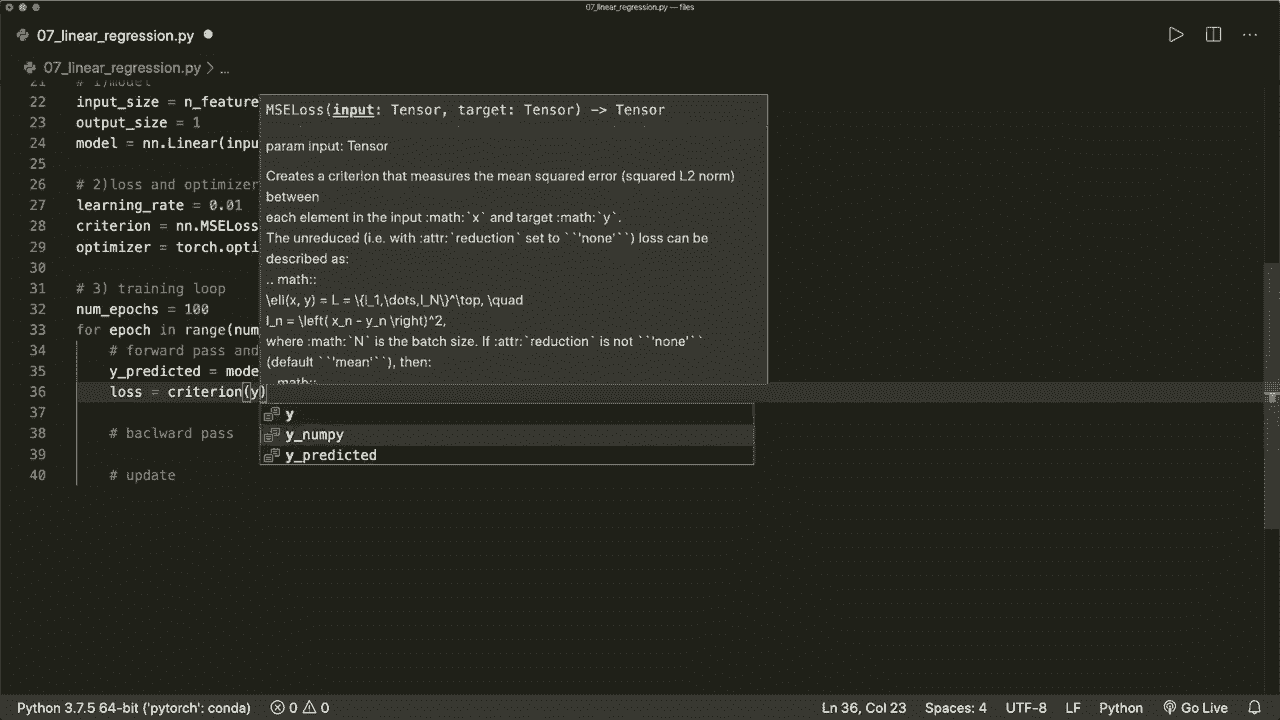 07_linear_regression.py — files
07_linear_regression.py
07_linear_regression.py > ...
21 # 1)model
22 input_size = n_feature
23 output_size = 1
24 model = nn.Linear(inpu
25
26 # 2)loss and optimizer
27 learning_rate = 0.01
28 criterion = nn.MSELoss
29 optimizer = torch.opti
30
31 # 3) training loop
32 num_epochs = 100
33 for epoch in range(num
34 # forward pass and
35 y_predicted = mode
36 loss = criterion(y)
37
38 # baclward pass
39
40 # update
MSELoss(input: Tensor, target: Tensor) -> Tensor
param input: Tensor
Creates a criterion that measures the mean squared error (squared L2 norm)
between
each element in the input :math:`x` and target :math:`y`.
The unreduced (i.e. with :attr:`reduction` set to ``'none'``) loss can be
described as:
.. math::
\ell(x, y) = L = \{l_1,\dots,l_N\}^\top, \quad
l_n = \left( x_n - y_n \right)^2,
where :math:`N` is the batch size. If :attr:`reduction` is not ``'none'``
(default ``'mean'``), then:
.. math::
y
y_numpy
y_predicted
Python 3.7.5 64-bit ('pytorch': conda) 0 0 Ln 36, Col 23 Spaces: 4 UTF-8 LF Python Go Live